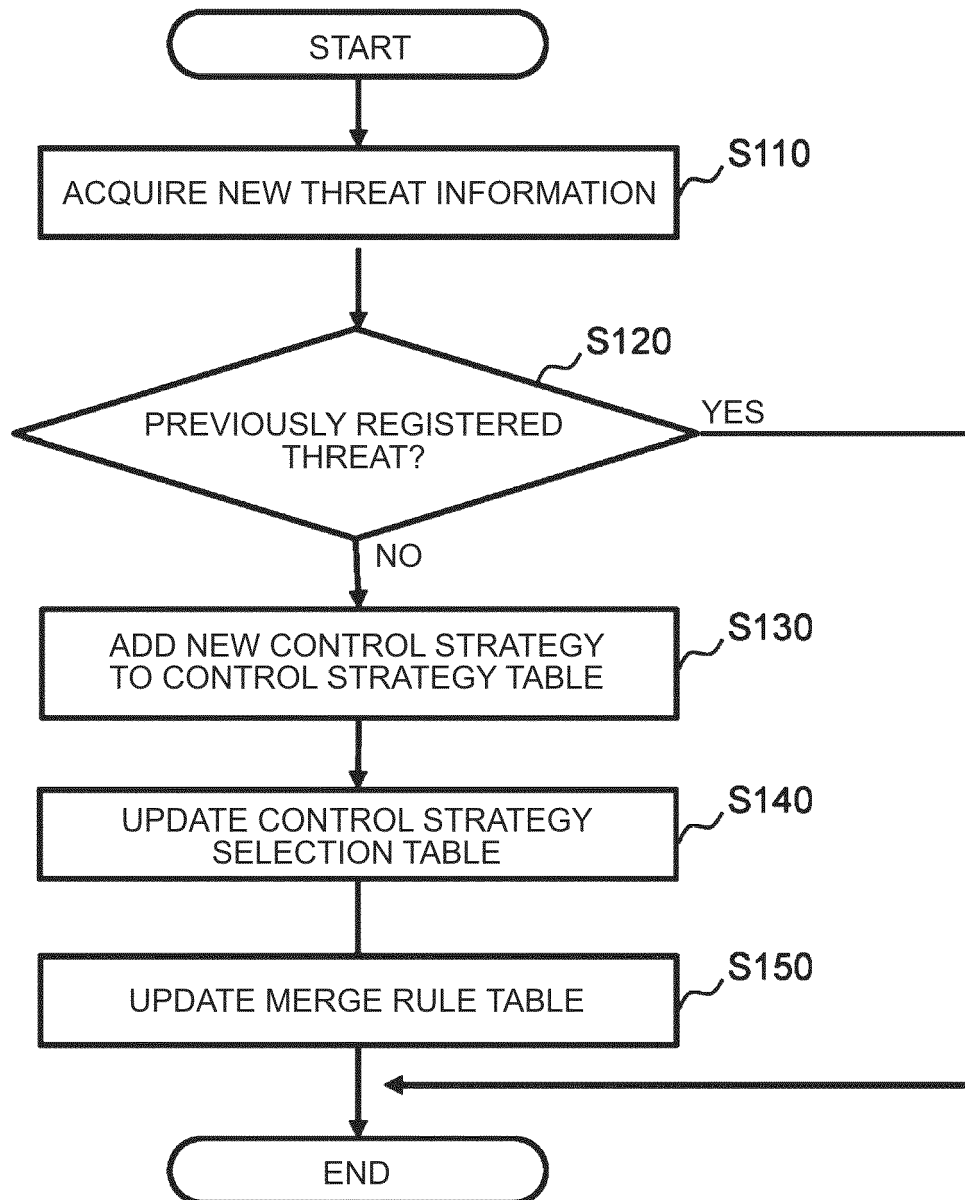 START
S110
ACQUIRE NEW THREAT INFORMATION
S120
PREVIOUSLY REGISTERED
THREAT?
YES
NO
S130
ADD NEW CONTROL STRATEGY
TO CONTROL STRATEGY TABLE
S140
UPDATE CONTROL STRATEGY
SELECTION TABLE
S150
UPDATE MERGE RULE TABLE
END